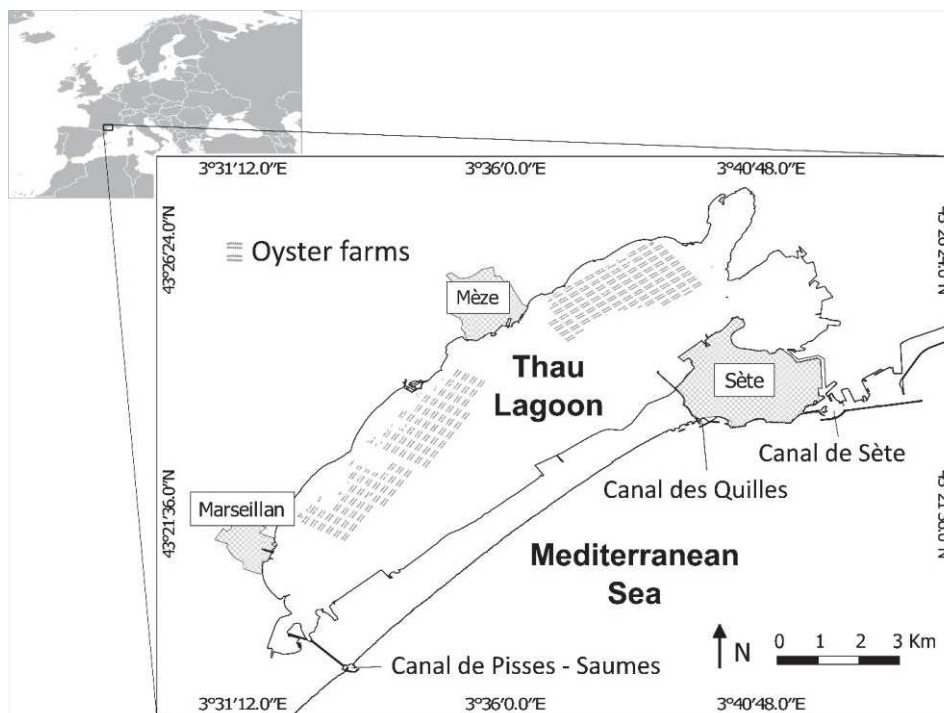 3°31′12.0″E 3°36′0.0″E 3°40′48.0″E
43°26′24.0″N
Oyster farms
Mèze
Thau
Lagoon
Sète
Canal de Sète
Canal des Quilles
Marseillan
43°21′36.0″N
Mediterranean
Sea
N
0 1 2 3 Km
Canal de Pisses - Saumes
3°31′12.0″E 3°36′0.0″E 3°40′48.0″E